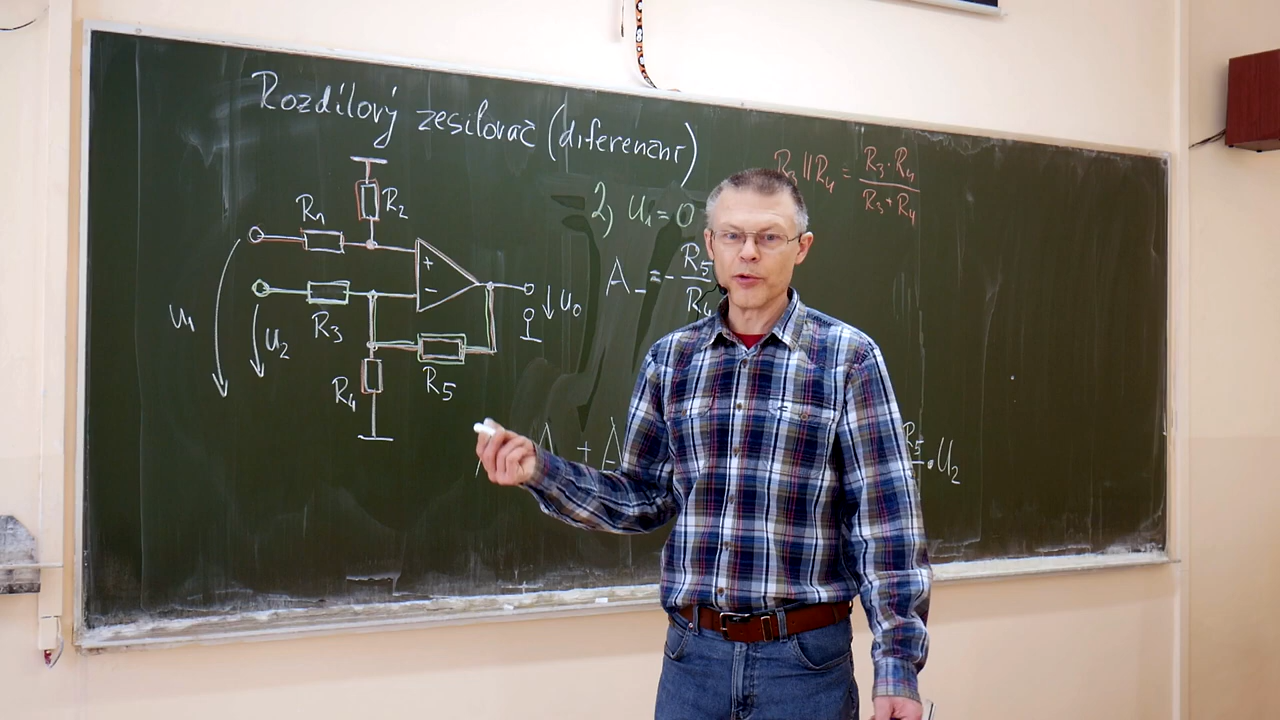 Rozdílový zesilovač (diferenční)
R3 || R4 = R3 · R4
R3 + R4
2, u1 = 0
A- = - R5
R4
R2
R1
+
-
u0
R3
u1
u2
R4
R5
+ A
R5
· U2